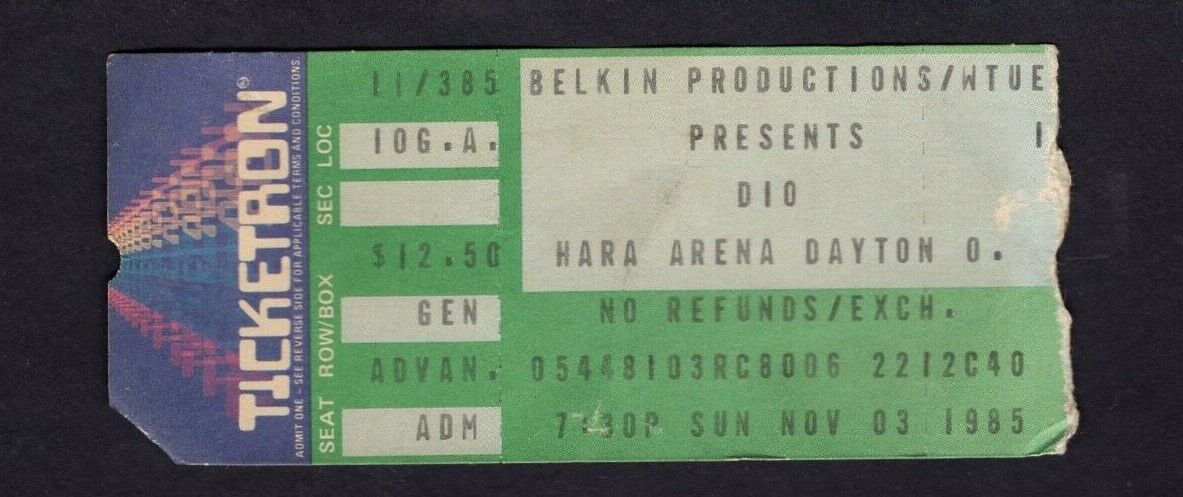 TICKETRON®
ADMIT ONE - SEE REVERSE SIDE FOR APPLICABLE TERMS AND CONDITIONS.
SEAT ROW/BOX SEC LOC
11/385
10G.A.
$12.50
GEN
ADVAN.
ADM
BELKIN PRODUCTIONS/WTUE
PRESENTS 1
DIO
HARA ARENA DAYTON O.
NO REFUNDS/EXCH.
05448103RC8006 2212C40
7:30P SUN NOV 03 1985